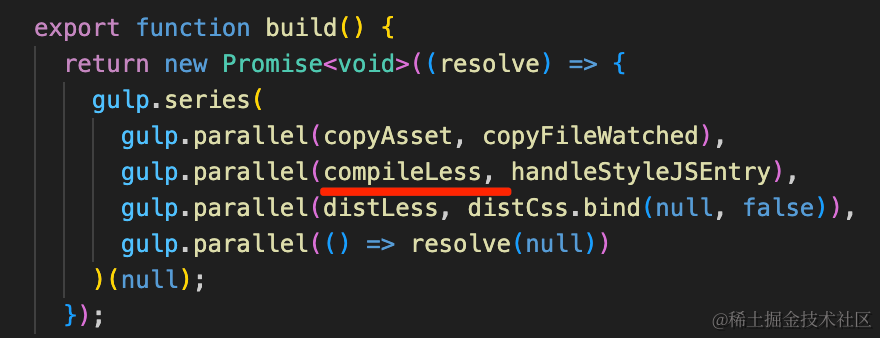 export function build() {
return new Promise<void>((resolve) => {
gulp.series(
gulp.parallel(copyAsset, copyFileWatched),
gulp.parallel(compileLess, handleStyleJSEntry),
gulp.parallel(distLess, distCss.bind(null, false)),
gulp.parallel(() => resolve(null))
)(null);
});
@稀土掘金技术社区